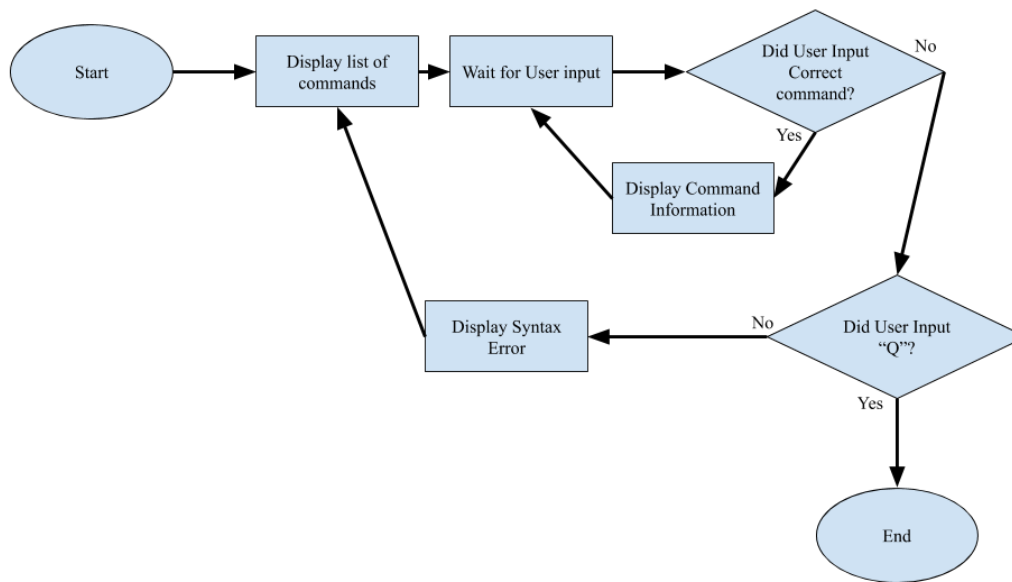 Start
Display list of
commands
Wait for User input
Did User Input
Correct
command?
No
Yes
Display Command
Information
Did User Input
“Q”?
No
Display Syntax
Error
Yes
End